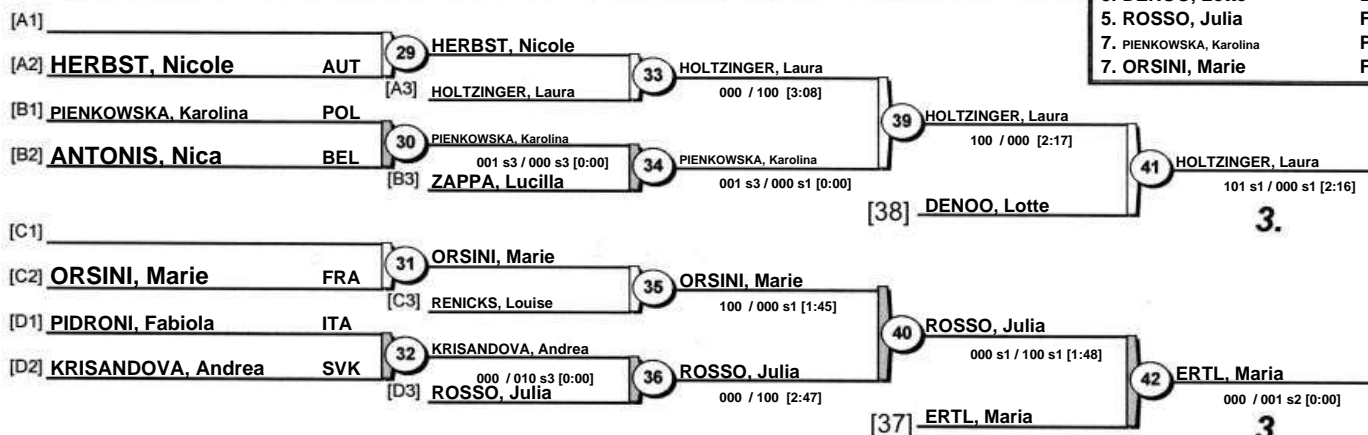 5. ROSSO, Julia F
7. PIENKOWSKA, Karolina
7. ORSINI, Marie F
[A1]
[A2] HERBST, Nicole AUT
29 HERBST, Nicole
[A3] HOLTZINGER, Laura
33 HOLTZINGER, Laura
000 / 100 [3:08]
[B1] PIENKOWSKA, Karolina POL
[B2] ANTONIS, Nica BEL
30 PIENKOWSKA, Karolina
001 s3 / 000 s3 [0:00]
[B3] ZAPPA, Lucilla
34 PIENKOWSKA, Karolina
001 s3 / 000 s1 [0:00]
39 HOLTZINGER, Laura
100 / 000 [2:17]
[38] DENOO, Lotte
41 HOLTZINGER, Laura
101 s1 / 000 s1 [2:16]
3.
[C1]
[C2] ORSINI, Marie FRA
31 ORSINI, Marie
[C3] RENICKS, Louise
35 ORSINI, Marie
100 / 000 s1 [1:45]
[D1] PIDRONI, Fabiola ITA
[D2] KRISANDOVA, Andrea SVK
32 KRISANDOVA, Andrea
000 / 010 s3 [0:00]
[D3] ROSSO, Julia
36 ROSSO, Julia
000 / 100 [2:47]
40 ROSSO, Julia
000 s1 / 100 s1 [1:48]
[37] ERTL, Maria
42 ERTL, Maria
000 / 001 s2 [0:00]
3